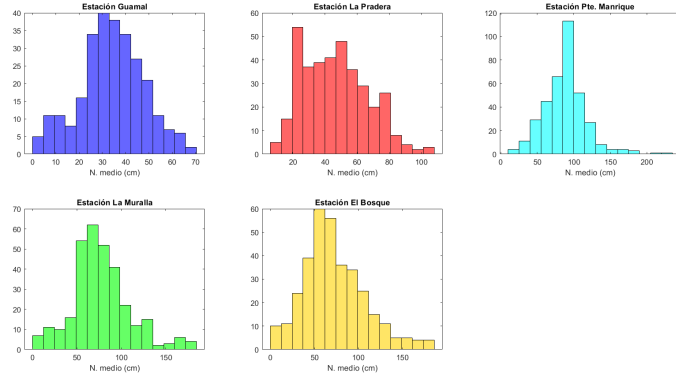 Estación Guamal
40
35
30
25
20
15
10
5
0
0 10 20 30 40 50 60 70
N. medio (cm)
Estación La Pradera
60
50
40
30
20
10
0
20 40 60 80 100
N. medio (cm)
Estación Pte. Manrique
120
100
80
60
40
20
0
0 50 100 150 200
N. medio (cm)
Estación La Muralla
70
60
50
40
30
20
10
0
0 50 100 150
N. medio (cm)
Estación El Bosque
60
50
40
30
20
10
0
0 50 100 150
N. medio (cm)